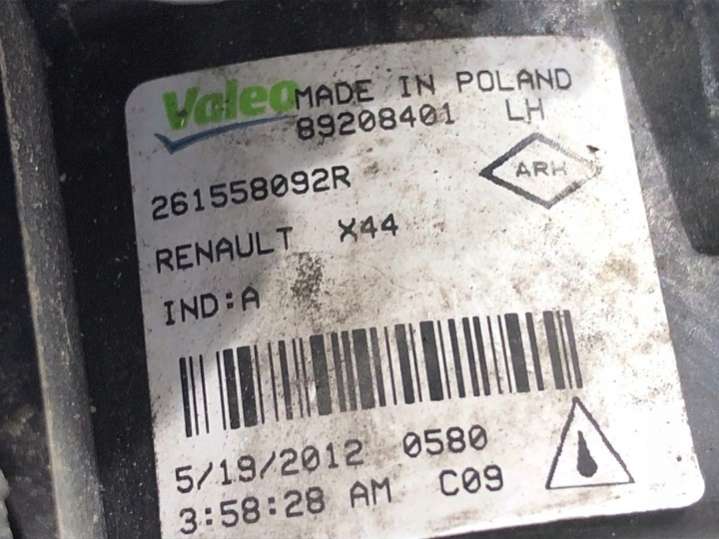 Valeo MADE IN POLAND
89208401 LH
261558092R
ARH
RENAULT X44
IND:A
5/19/2012 0580
3:58:28 AM C09